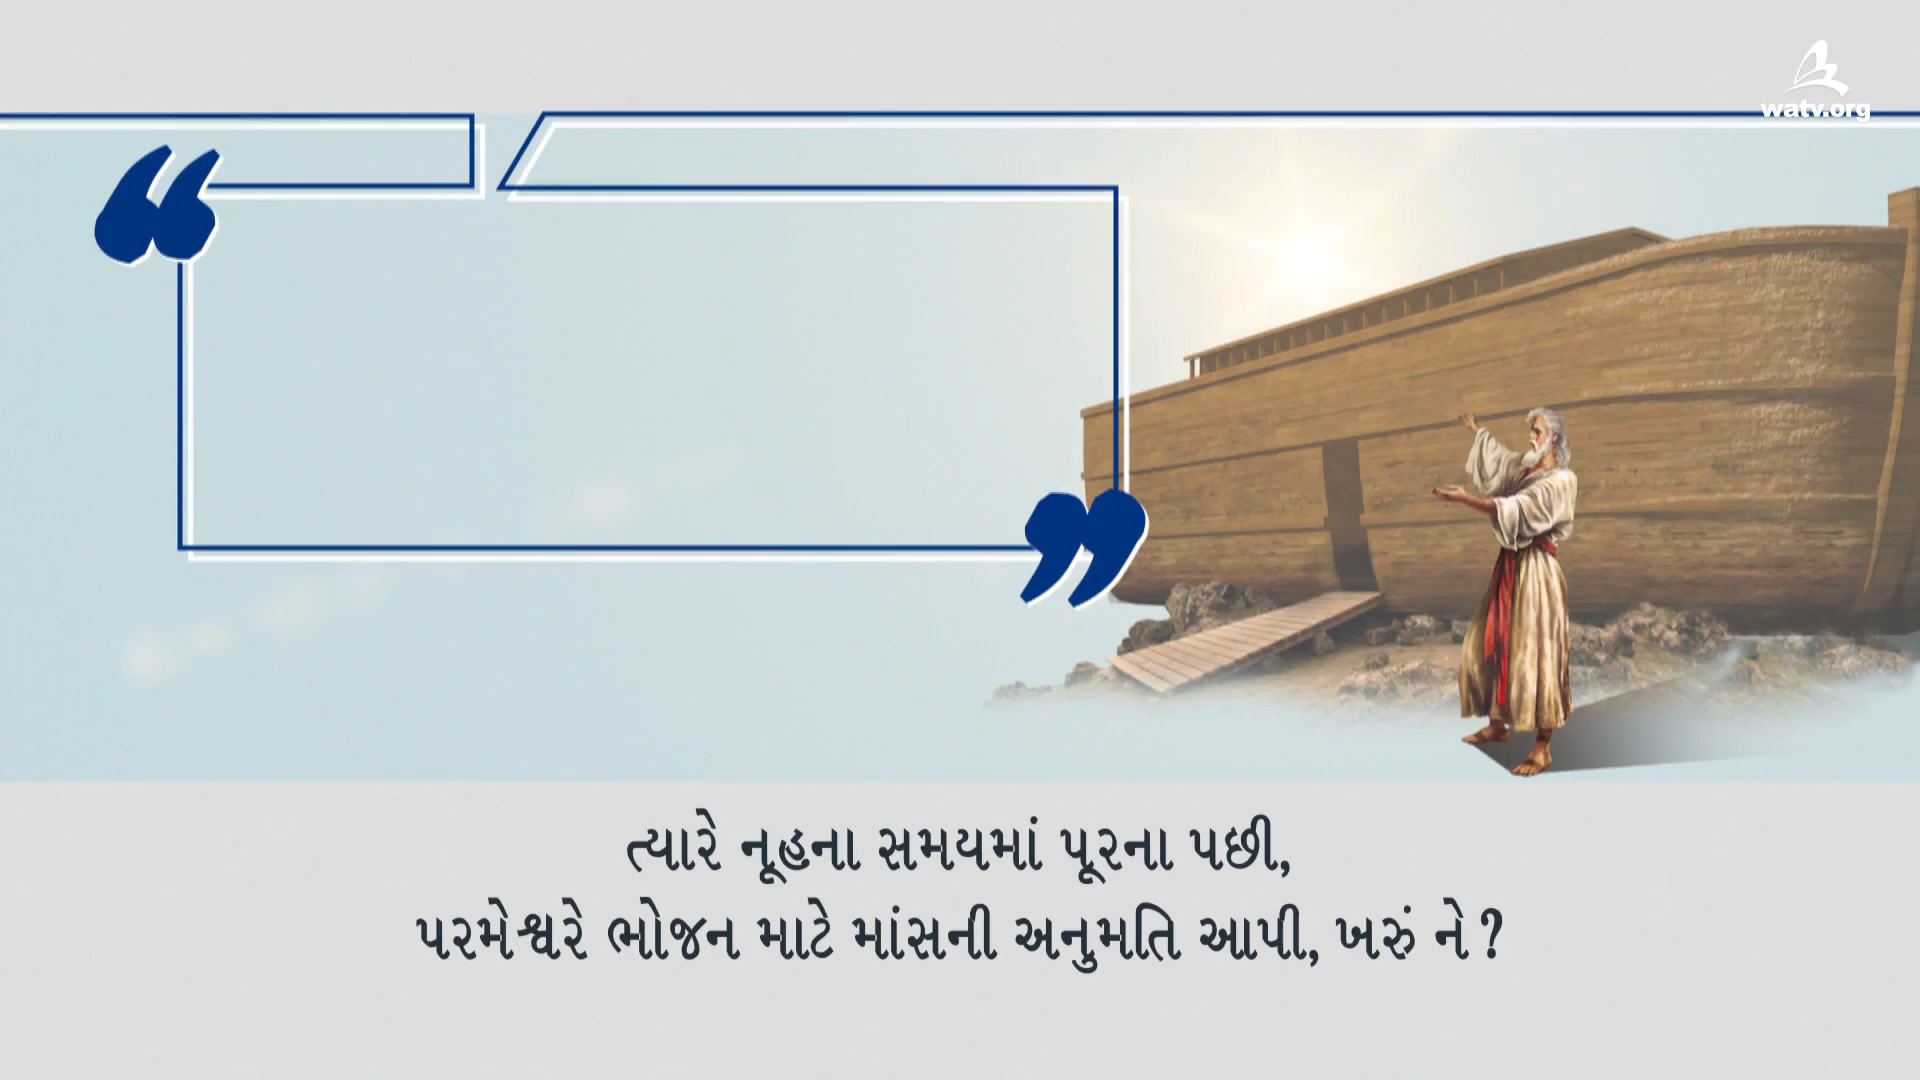 watv.org
ત્યારે નૂહના સમયમાં પૂરના પછી,
પરમેશ્વરે ભોજન માટે માંસની અનુમતિ આપી, ખરું ને?